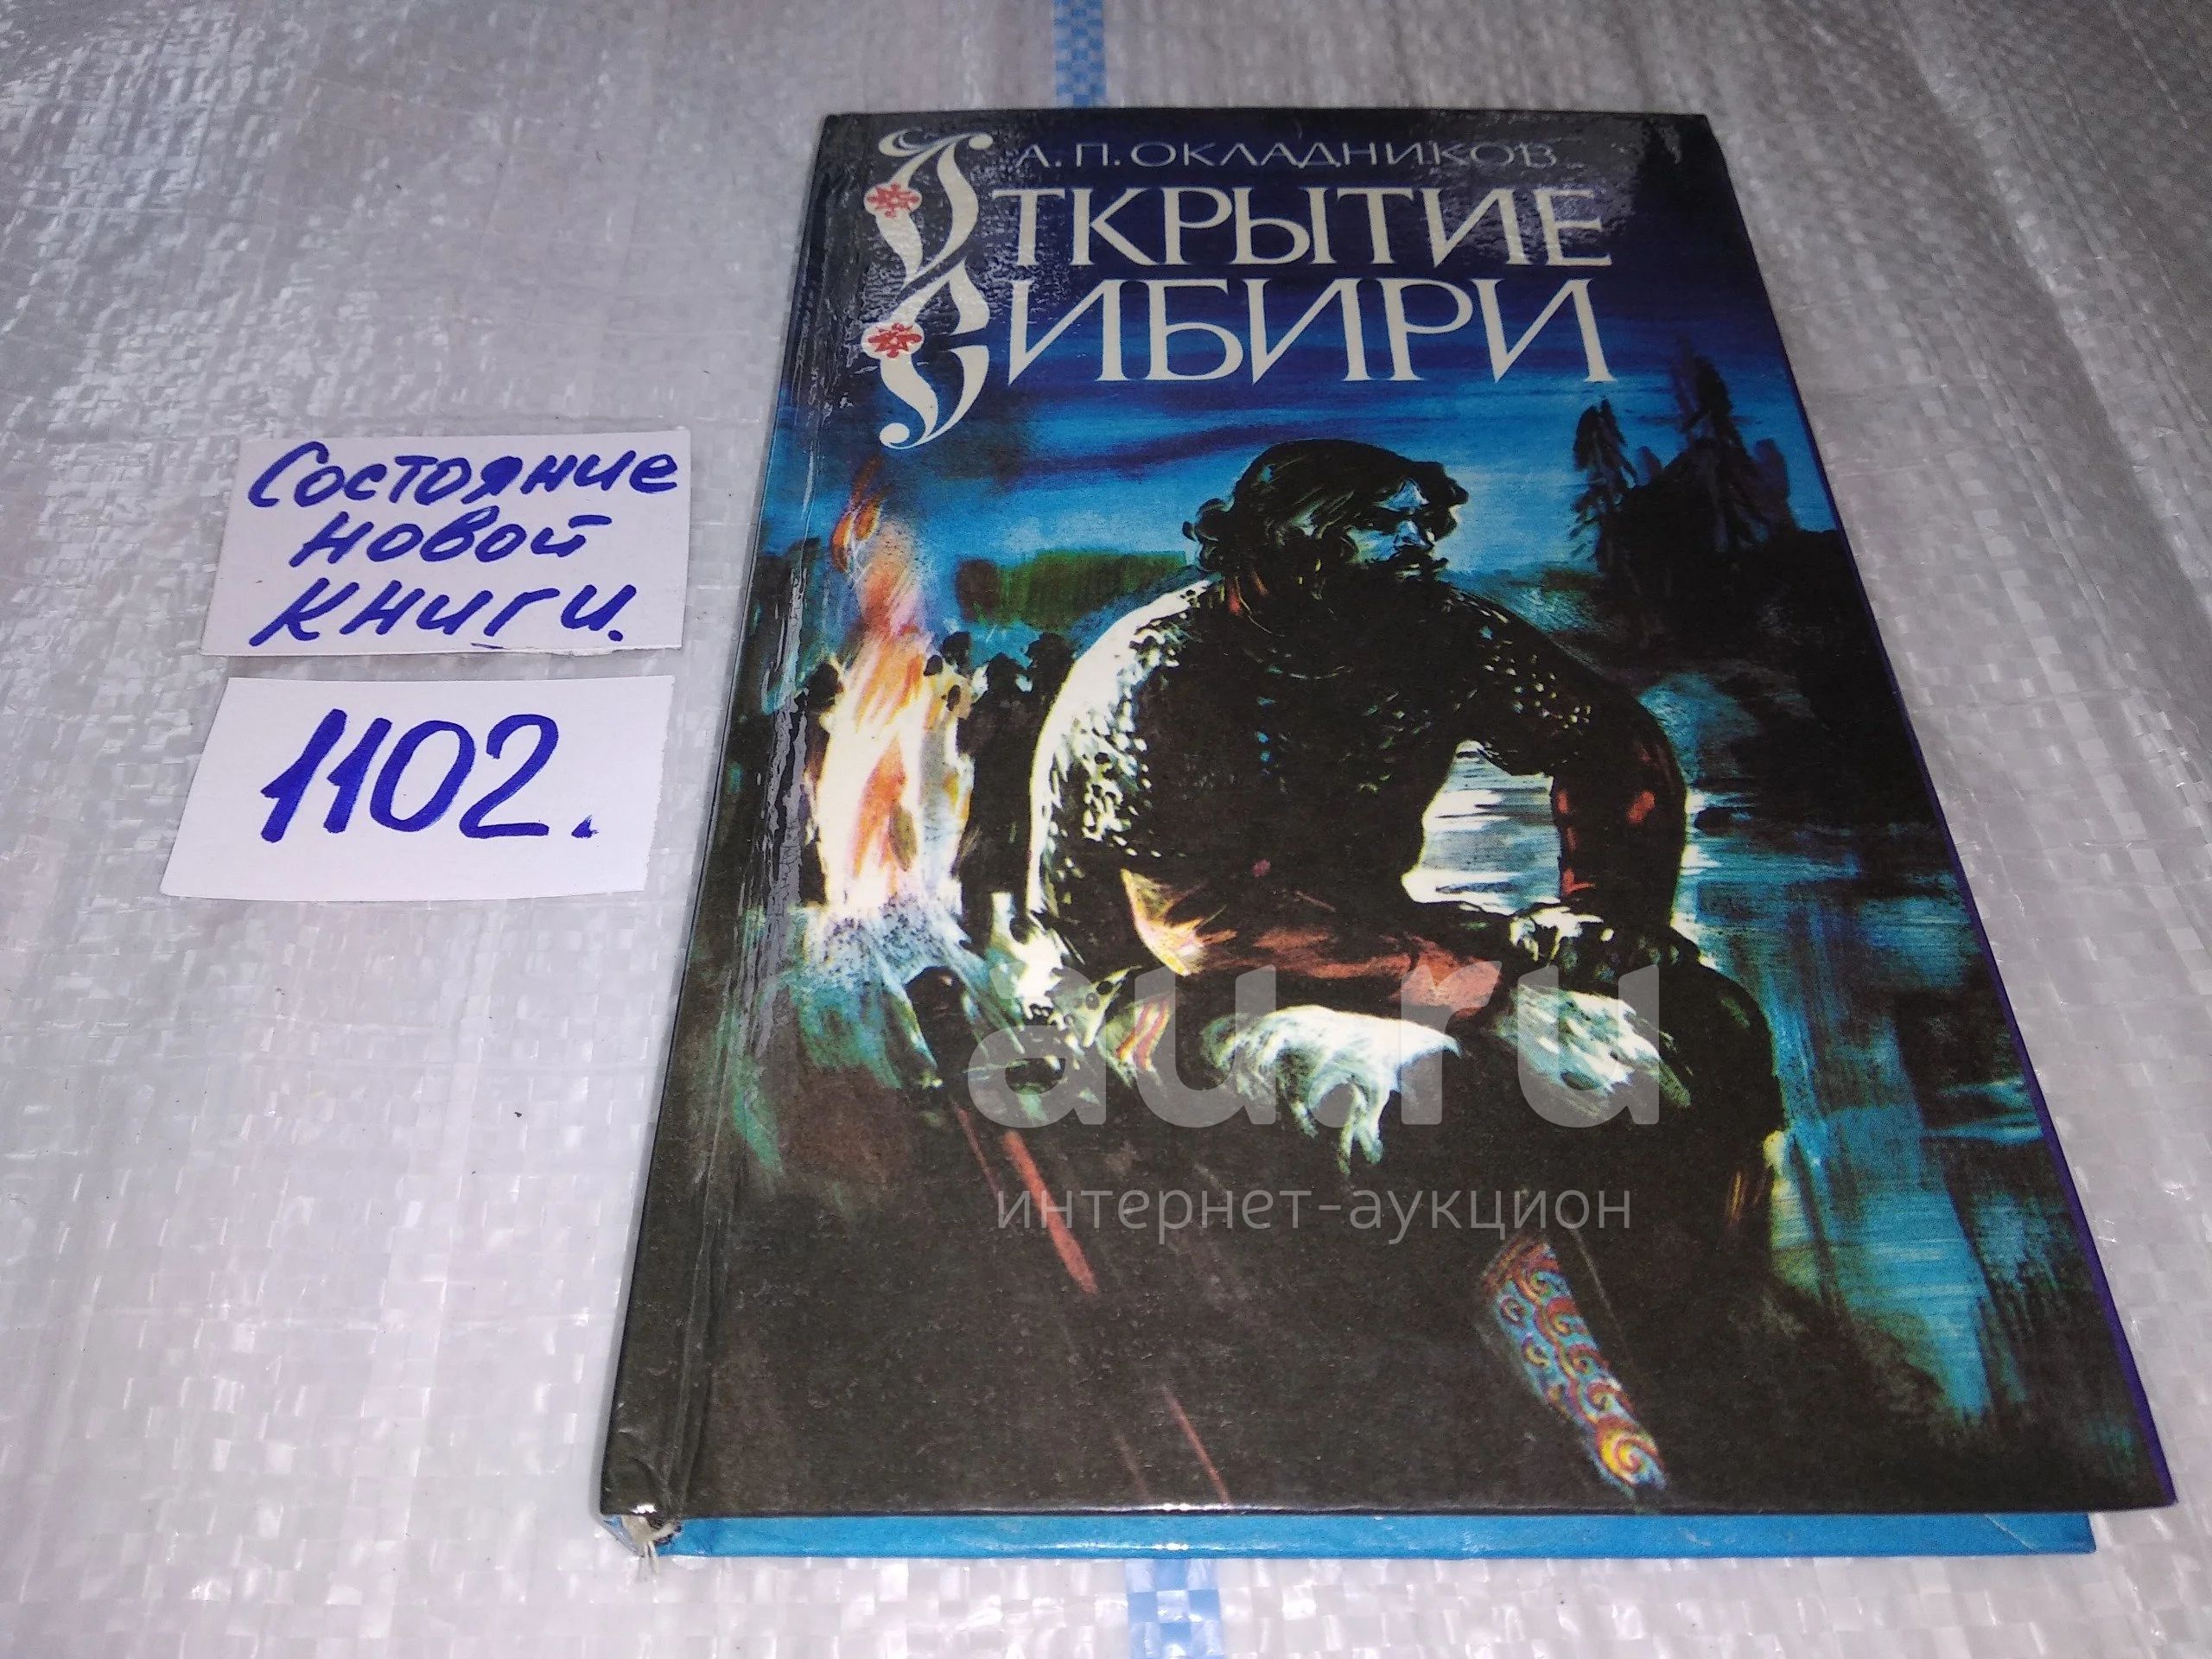 А.П. ОКЛАДНИКОВ
ОТКРЫТИЕ
СИБИРИ
Состояние
новой
книги.
1102.
au.ru
интернет-аукцион